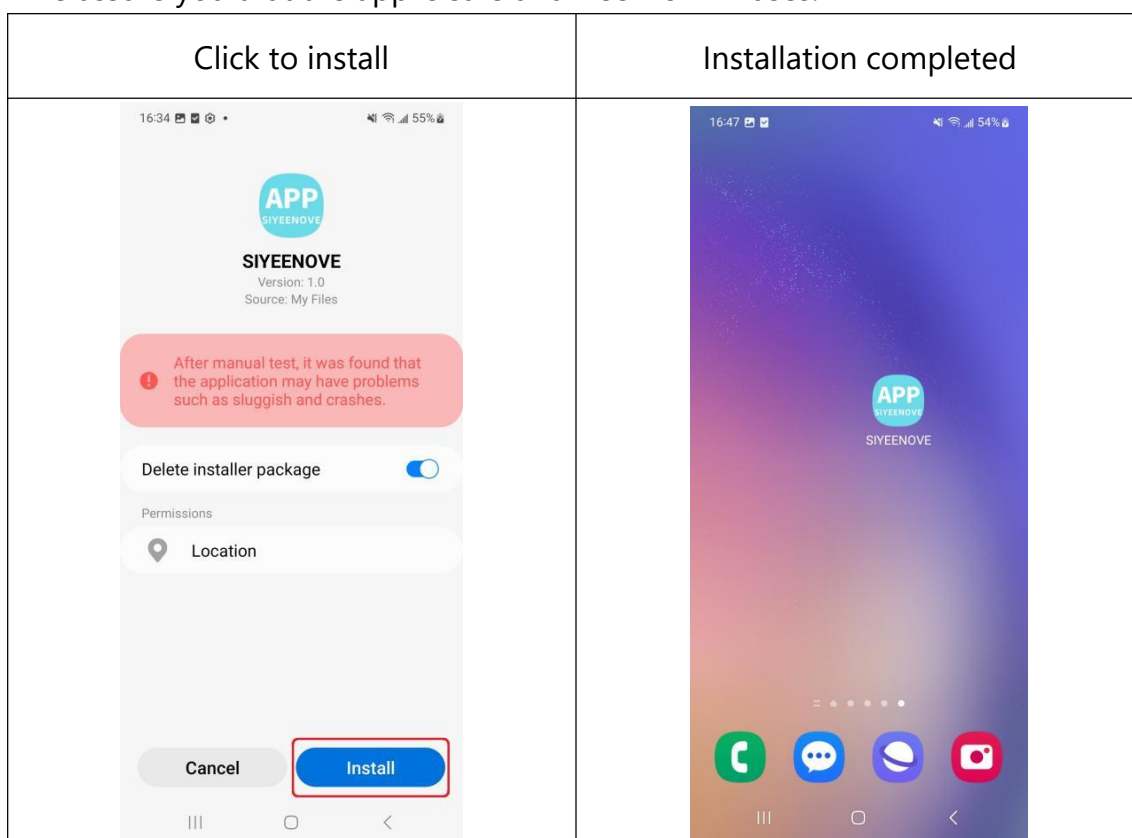 Click to install
Installation completed
16:34
55%
APP
SIYEENOVE
SIYEENOVE
Version: 1.0
Source: My Files
After manual test, it was found that
the application may have problems
such as sluggish and crashes.
Delete installer package
Permissions
Location
Cancel
Install
16:47
54%
APP
SIYEENOVE
SIYEENOVE